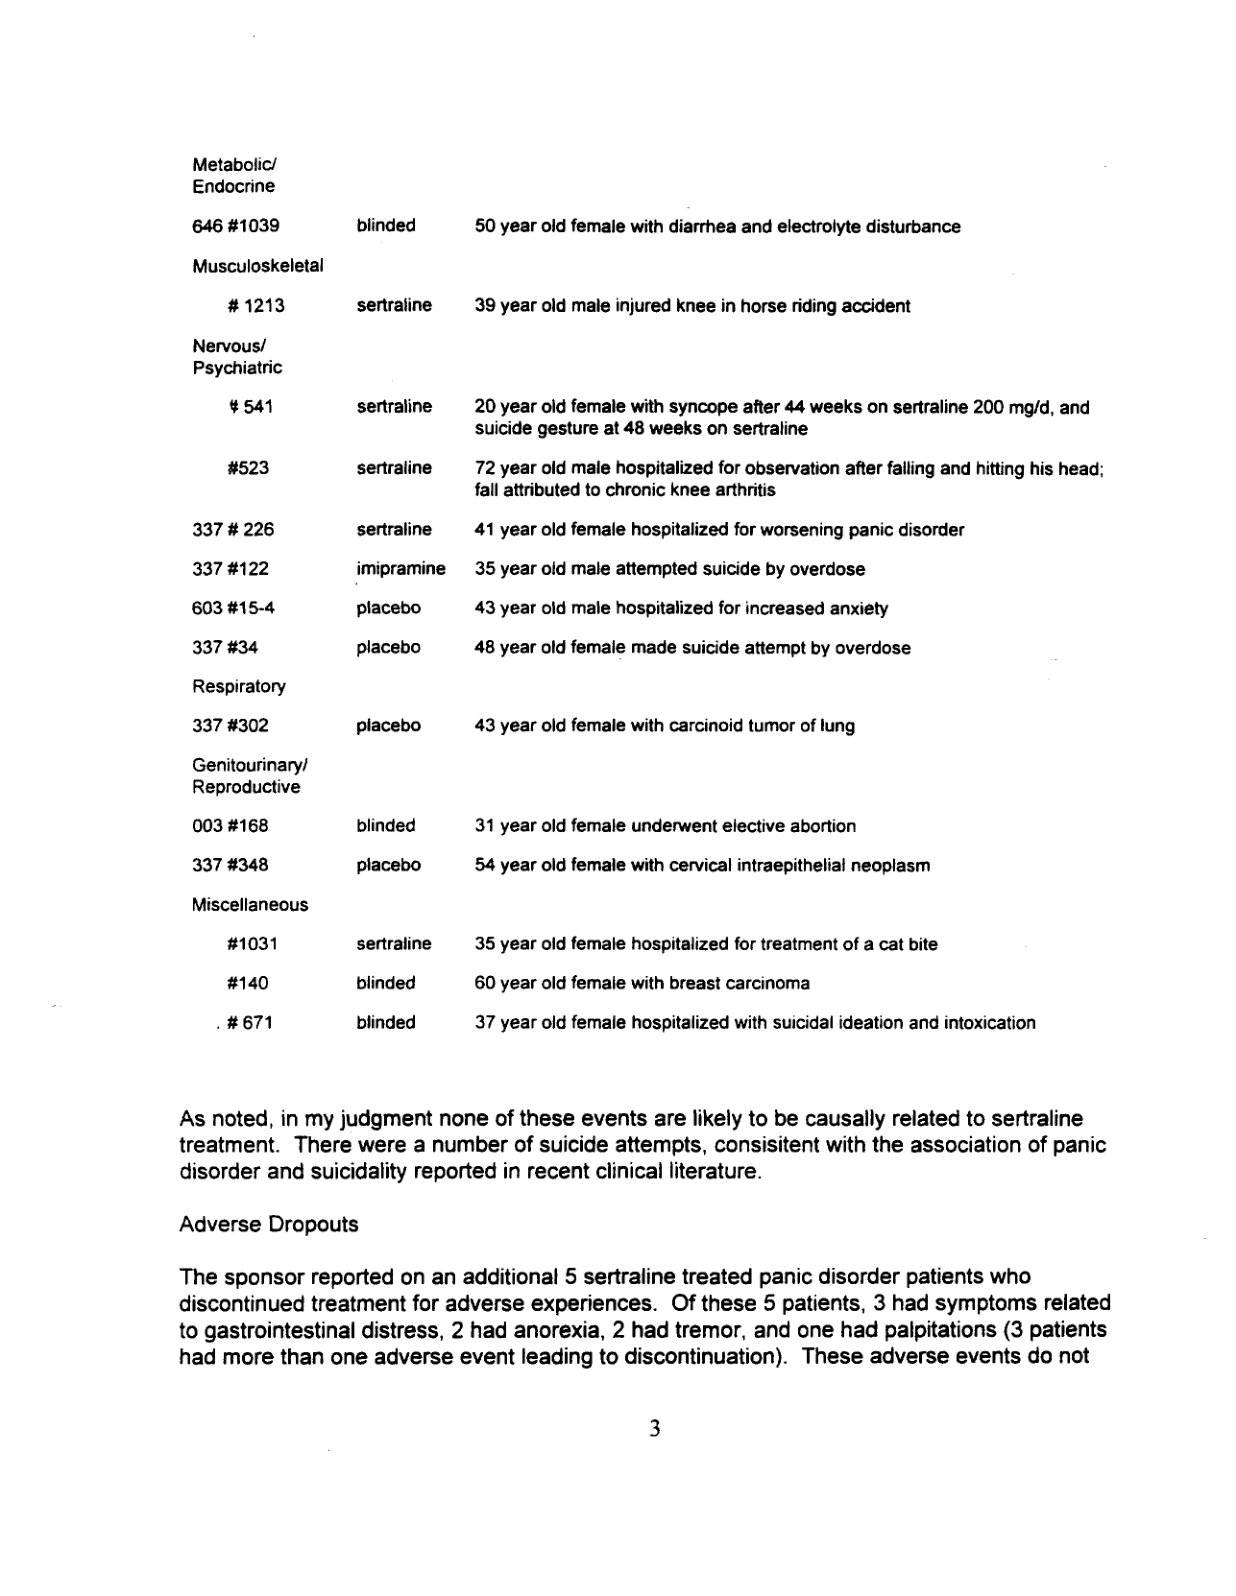 Metabolic/
Endocrine
646 #1039 blinded 50 year old female with diarrhea and electrolyte disturbance
Musculoskeletal
# 1213 sertraline 39 year old male injured knee in horse riding accident
Nervous/
Psychiatric
# 541 sertraline 20 year old female with syncope after 44 weeks on sertraline 200 mg/d, and
suicide gesture at 48 weeks on sertraline
#523 sertraline 72 year old male hospitalized for observation after falling and hitting his head;
fall attributed to chronic knee arthritis
337 # 226 sertraline 41 year old female hospitalized for worsening panic disorder
337 #122 imipramine 35 year old male attempted suicide by overdose
603 #15-4 placebo 43 year old male hospitalized for increased anxiety
337 #34 placebo 48 year old female made suicide attempt by overdose
Respiratory
337 #302 placebo 43 year old female with carcinoid tumor of lung
Genitourinary/
Reproductive
003 #168 blinded 31 year old female underwent elective abortion
337 #348 placebo 54 year old female with cervical intraepithelial neoplasm
Miscellaneous
#1031 sertraline 35 year old female hospitalized for treatment of a cat bite
#140 blinded 60 year old female with breast carcinoma
# 671 blinded 37 year old female hospitalized with suicidal ideation and intoxication
As noted, in my judgment none of these events are likely to be causally related to sertraline
treatment. There were a number of suicide attempts, consisitent with the association of panic
disorder and suicidality reported in recent clinical literature.
Adverse Dropouts
The sponsor reported on an additional 5 sertraline treated panic disorder patients who
discontinued treatment for adverse experiences. Of these 5 patients, 3 had symptoms related
to gastrointestinal distress, 2 had anorexia, 2 had tremor, and one had palpitations (3 patients
had more than one adverse event leading to discontinuation). These adverse events do not
3